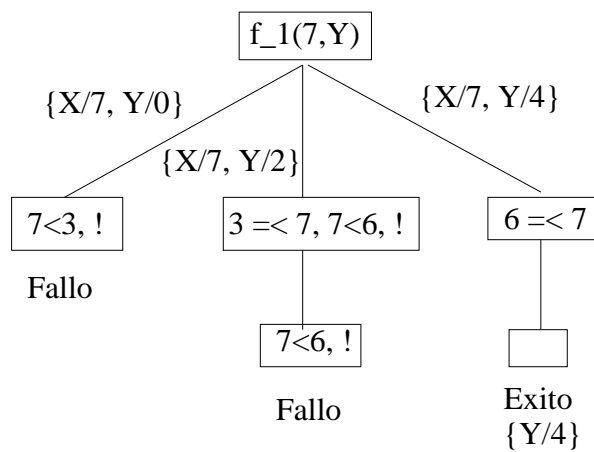 f_1(7,Y)
{X/7, Y/0}
{X/7, Y/2}
{X/7, Y/4}
7<3, !
3 =< 7, 7<6, !
6 =< 7
Fallo
7<6, !
Fallo
Exito
{Y/4}